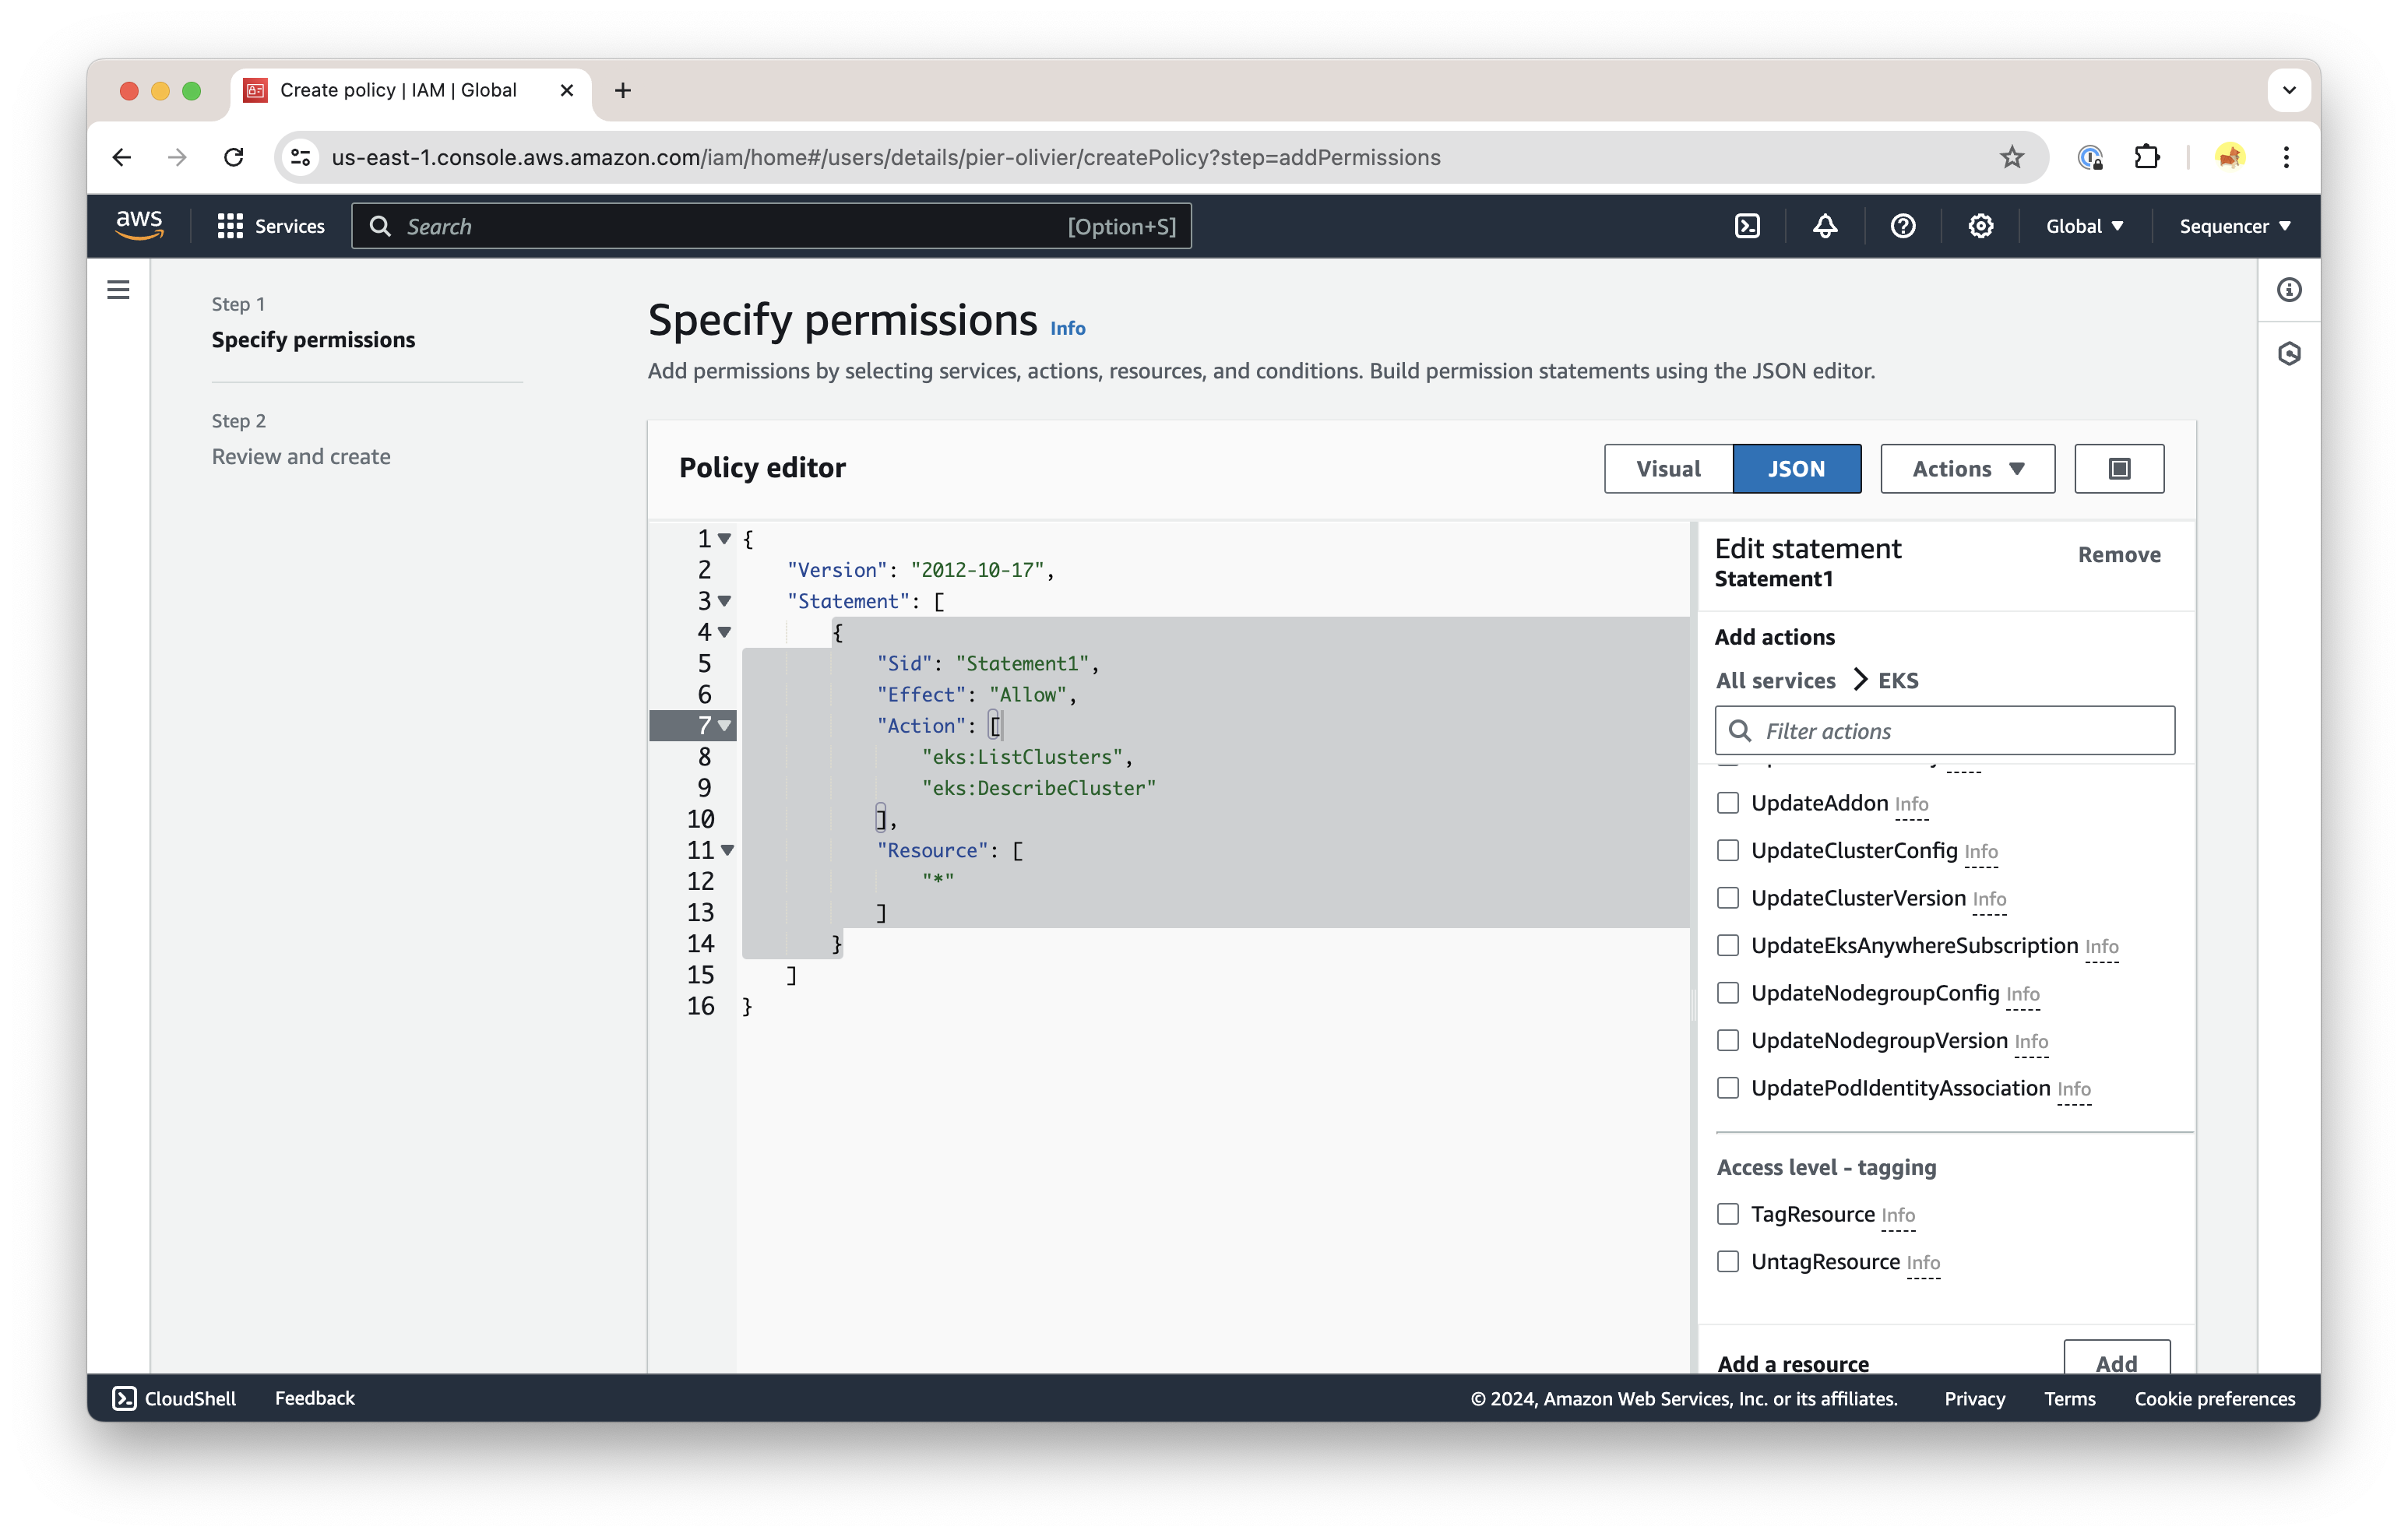 Create policy | IAM | Global
us-east-1.console.aws.amazon.com/iam/home#/users/details/pier-olivier/createPolicy?step=addPermissions
aws
Services
Search
[Option+S]
Global
Sequencer
Step 1
Specify permissions
Step 2
Review and create
Specify permissions Info
Add permissions by selecting services, actions, resources, and conditions. Build permission statements using the JSON editor.
Policy editor
Visual
JSON
Actions
1 {
2 "Version": "2012-10-17",
3 "Statement": [
4 {
5 "Sid": "Statement1",
6 "Effect": "Allow",
7 "Action": [
8 "eks:ListClusters",
9 "eks:DescribeCluster"
10 ],
11 "Resource": [
12 "*"
13 ]
14 }
15 ]
16 }
Edit statement
Statement1
Remove
Add actions
All services > EKS
Filter actions
UpdateAddon Info
UpdateClusterConfig Info
UpdateClusterVersion Info
UpdateEksAnywhereSubscription Info
UpdateNodegroupConfig Info
UpdateNodegroupVersion Info
UpdatePodIdentityAssociation Info
Access level - tagging
TagResource Info
UntagResource Info
Add a resource
Add
CloudShell
Feedback
© 2024, Amazon Web Services, Inc. or its affiliates.
Privacy
Terms
Cookie preferences